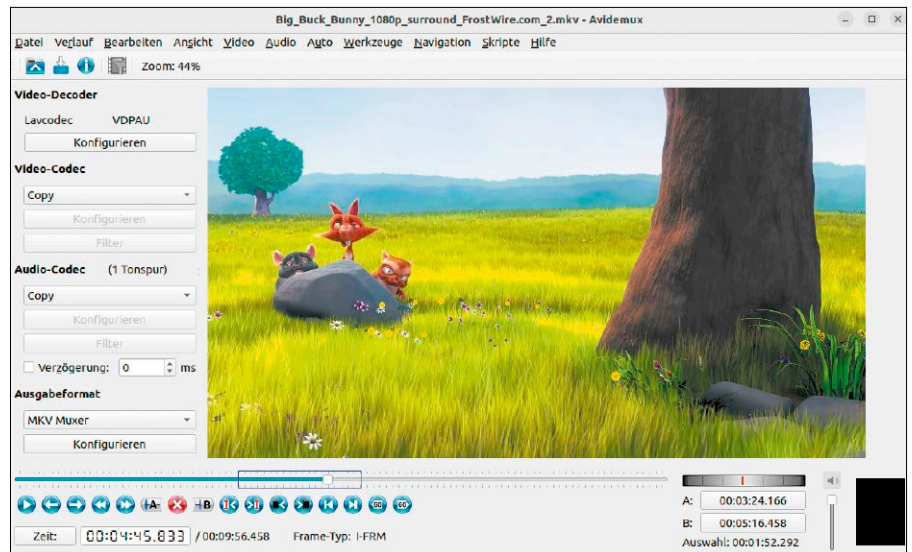 Big_Buck_Bunny_1080p_surround_FrostWire.com_2.mkv - Avidemux
Datei Verlauf Bearbeiten Ansicht Video Audio Auto Werkzeuge Navigation Skripte Hilfe
Zoom: 44%
Video-Decoder
Lavcodec VDPAU
Konfigurieren
Video-Codec
Copy
Konfigurieren
Filter
Audio-Codec (1 Tonspur)
Copy
Konfigurieren
Filter
Verzögerung: 0 ms
Ausgabeformat
MKV Muxer
Konfigurieren
A B 60 60
A: 00:03:24.166
B: 00:05:16.458
Zeit: 00:04:45.833 / 00:09:56.458 Frame-Typ: I-FRM
Auswahl: 00:01:52.292